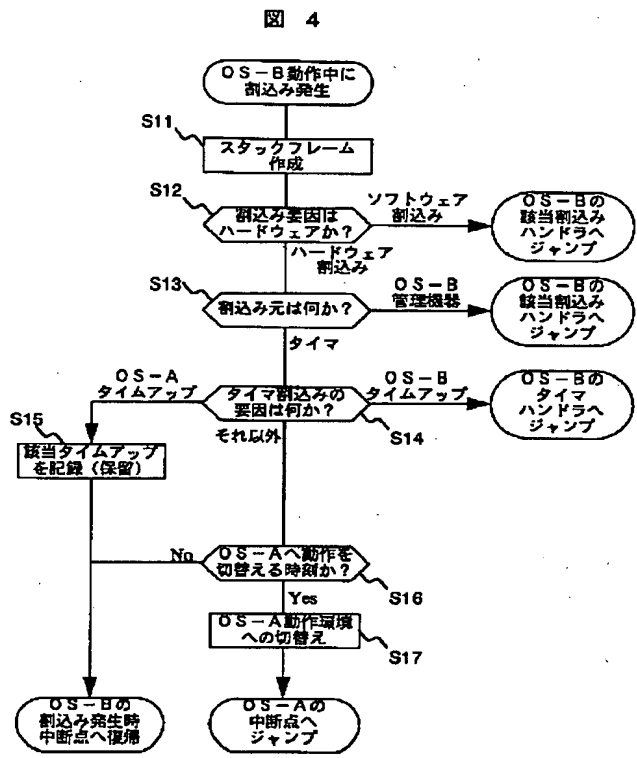 図 4
OS－B動作中に
割込み発生
S11
スタックフレーム
作成
S12
割込み要因は
ハードウェアか？
ソフトウェア
割込み
OS－Bの
該当割込み
ハンドラへ
ジャンプ
ハードウェア
割込み
S13
割込み元は何か？
OS－B
管理機器
OS－Bの
該当割込み
ハンドラへ
ジャンプ
タイマ
OS－A
タイムアップ
タイマ割込みの
要因は何か？
OS－B
タイムアップ
OS－Bの
タイマ
ハンドラへ
ジャンプ
S14
S15
該当タイムアップ
を記録（保留）
それ以外
No
OS－Aへ動作を
切替える時刻か？
S16
Yes
OS－A動作環境
への切替え
S17
OS－Bの
割込み発生時
中断点へ復帰
OS－Aの
中断点へ
ジャンプ